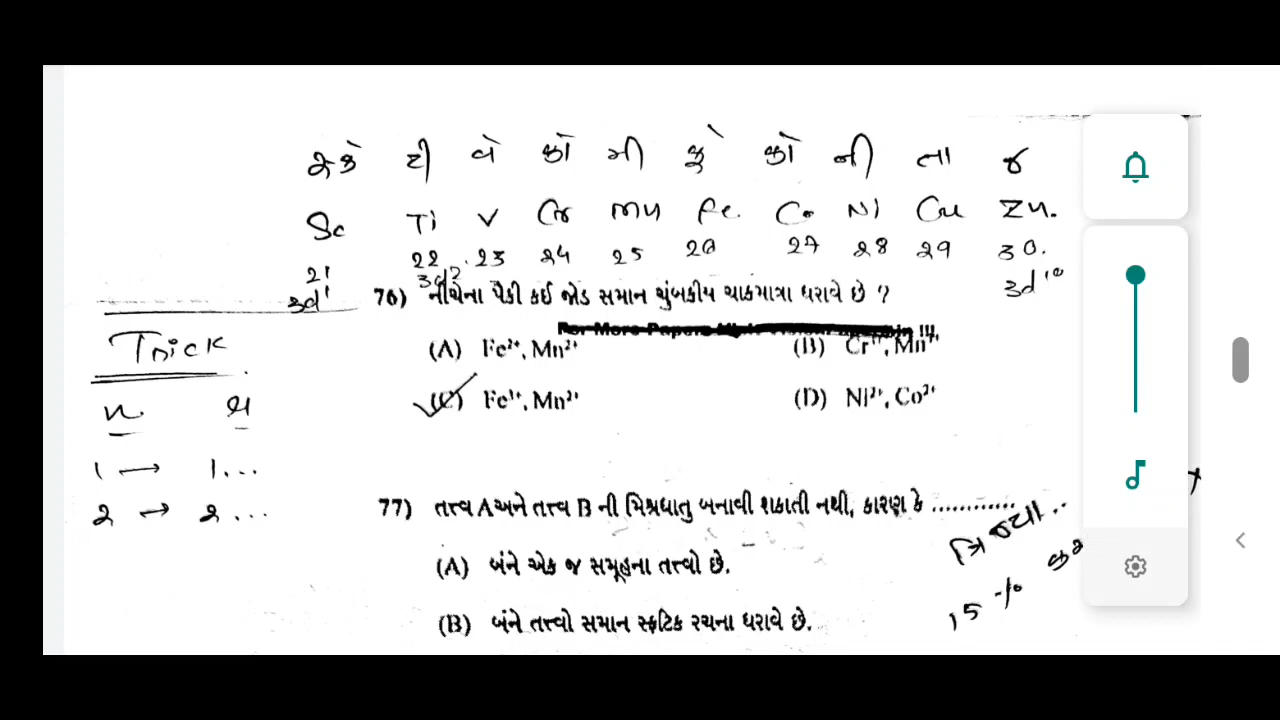 સ્કે ટી વે ક્રો મી ફે કો ની તા જ
Sc Ti V Cr Mn Fe. Co Ni Cu Zn.
21 22 23 24 25 26 27 28 29 30.
3d¹ 3d² 3d¹⁰
76) નીચેના પૈકી કઈ જોડ સમાન ચુંબકીય ચાકમાત્રા ધરાવે છે ?
For More Papers
(A) Fe²⁺, Mn²⁺ (B)
(C) Fe³⁺, Mn²⁺ (D) Ni²⁺, Co²⁺
Trick
n
1 → 1...
2 → 2...
77) તત્ત્વ A અને તત્ત્વ B ની મિશ્રધાતુ બનાવી શકાતી નથી, કારણ કે ............
(A) બંને એક જ સમૂહના તત્ત્વો છે.
(B) બંને તત્ત્વો સમાન સ્ફટિક રચના ધરાવે છે.
ત્રિજ્યા..
15 %